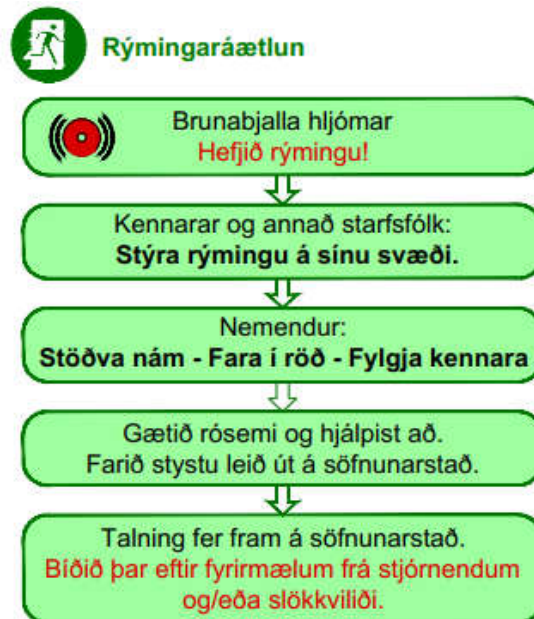 Rýmingaráætlun
Brunabjalla hljómar
Hefjið rýmingu!
Kennarar og annað starfsfólk:
Stýra rýmingu á sínu svæði.
Nemendur:
Stöðva nám - Fara í röð - Fylgja kennara
Gætið rósemi og hjálpist að.
Farið stystu leið út á söfnunarstað.
Talning fer fram á söfnunarstað.
Bíðið þar eftir fyrirmælum frá stjórnendum
og/eða slökkviliði.